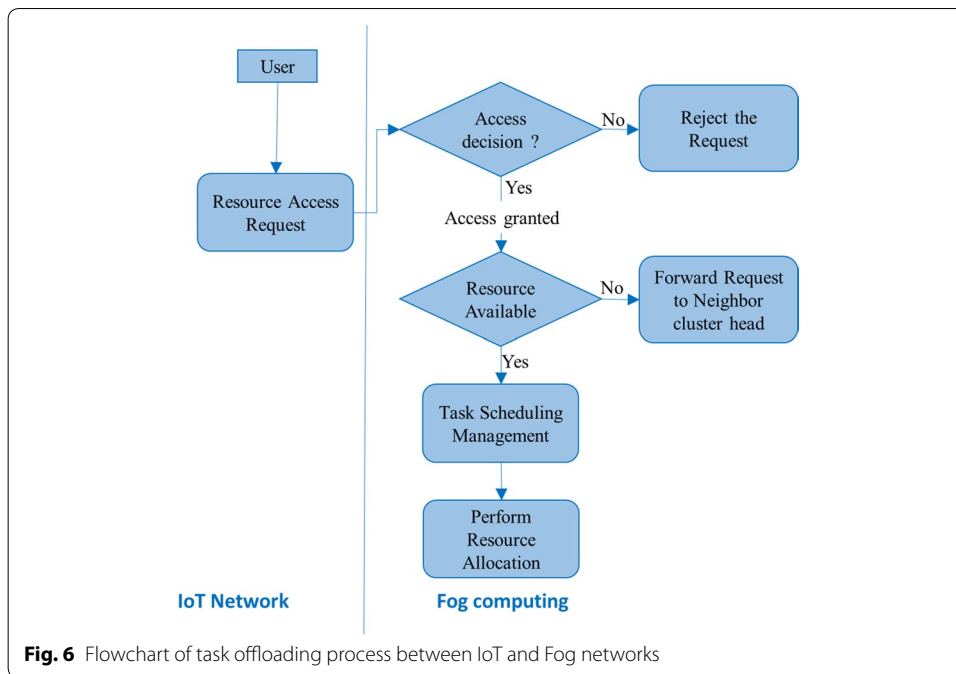 User
Resource Access
Request
Access
decision ?
No
Reject the
Request
Yes
Access granted
Resource
Available
No
Forward Request
to Neighbor
cluster head
Yes
Task Scheduling
Management
Perform
Resource
Allocation
IoT Network
Fog computing
Fig. 6 Flowchart of task offloading process between IoT and Fog networks